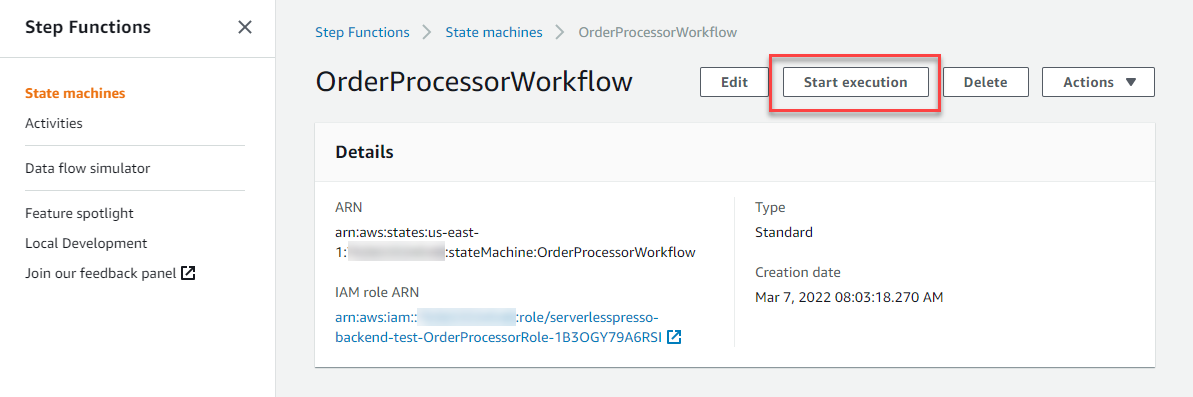 Step Functions
State machines
Activities
Data flow simulator
Feature spotlight
Local Development
Join our feedback panel
Step Functions > State machines > OrderProcessorWorkflow
OrderProcessorWorkflow
Edit
Start execution
Delete
Actions
Details
ARN
arn:aws:states:us-east-
1: :stateMachine:OrderProcessorWorkflow
IAM role ARN
arn:aws:iam:: :role/serverlesspresso-
backend-test-OrderProcessorRole-1B3OGY79A6RSI
Type
Standard
Creation date
Mar 7, 2022 08:03:18.270 AM